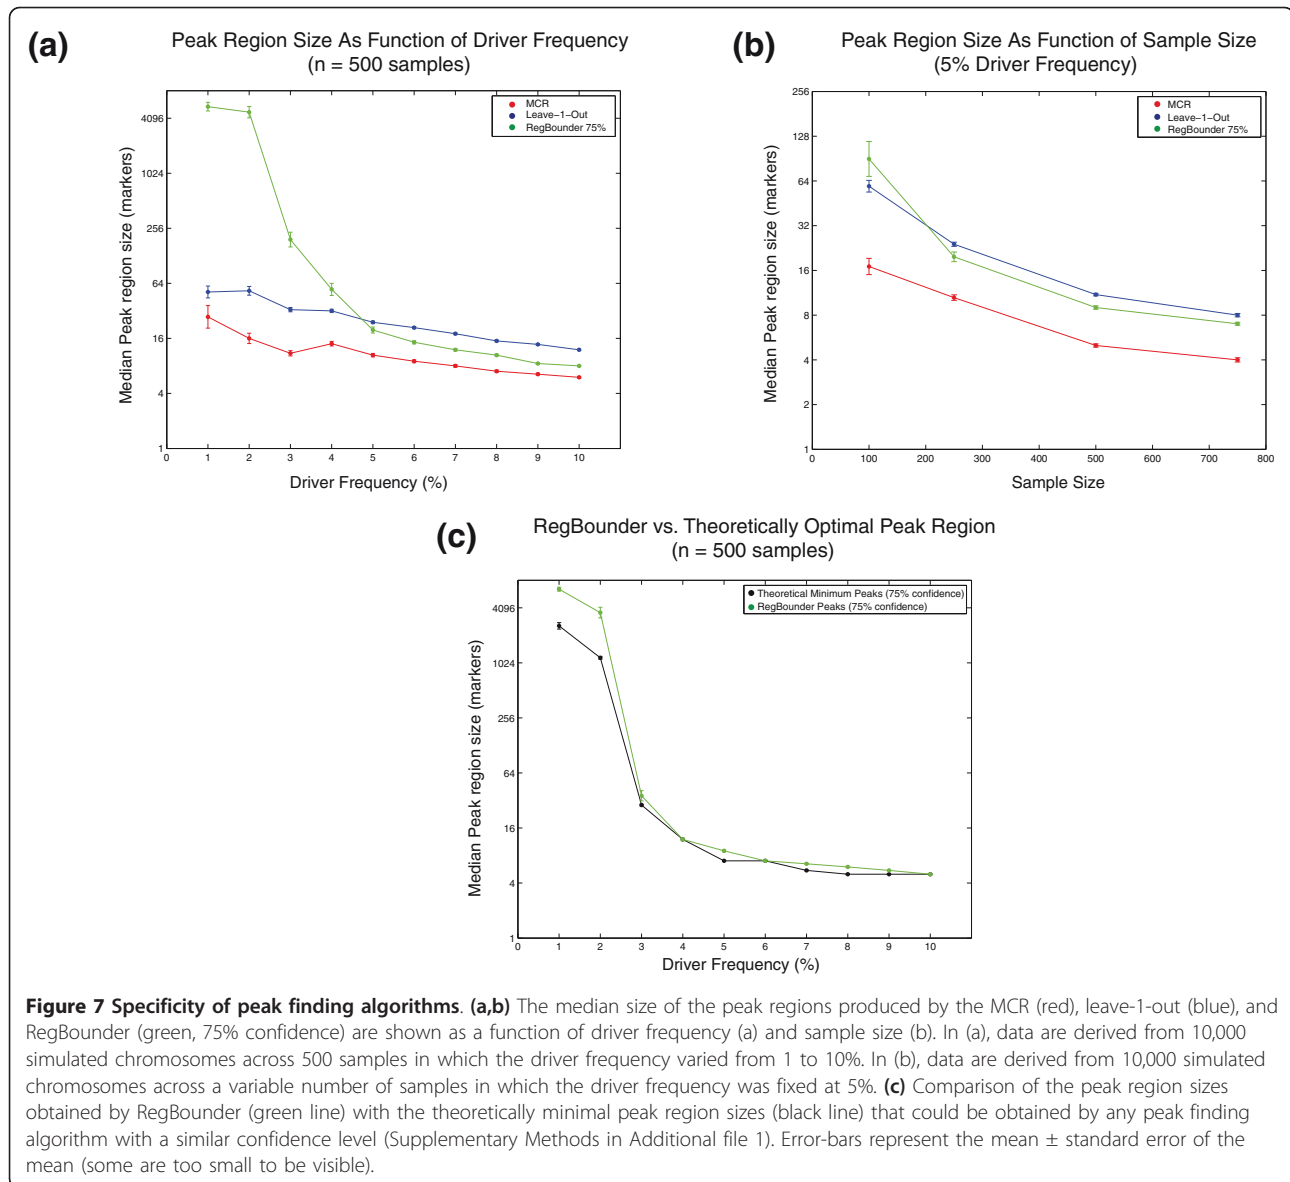 (a)
Peak Region Size As Function of Driver Frequency
(n = 500 samples)
MCR
Leave-1-Out
RegBounder 75%
Median Peak region size (markers)
4096
1024
256
64
16
4
1
0 1 2 3 4 5 6 7 8 9 10
Driver Frequency (%)
(b)
Peak Region Size As Function of Sample Size
(5% Driver Frequency)
MCR
Leave-1-Out
RegBounder 75%
Median Peak region size (markers)
256
128
64
32
16
8
4
2
1
0 100 200 300 400 500 600 700 800
Sample Size
(c)
RegBounder vs. Theoretically Optimal Peak Region
(n = 500 samples)
Theoretical Minimum Peaks (75% confidence)
RegBounder Peaks (75% confidence)
Median Peak region size (markers)
4096
1024
256
64
16
4
1
0 1 2 3 4 5 6 7 8 9 10
Driver Frequency (%)
Figure 7 Specificity of peak finding algorithms. (a,b) The median size of the peak regions produced by the MCR (red), leave-1-out (blue), and
RegBounder (green, 75% confidence) are shown as a function of driver frequency (a) and sample size (b). In (a), data are derived from 10,000
simulated chromosomes across 500 samples in which the driver frequency varied from 1 to 10%. In (b), data are derived from 10,000 simulated
chromosomes across a variable number of samples in which the driver frequency was fixed at 5%. (c) Comparison of the peak region sizes
obtained by RegBounder (green line) with the theoretically minimal peak region sizes (black line) that could be obtained by any peak finding
algorithm with a similar confidence level (Supplementary Methods in Additional file 1). Error-bars represent the mean ± standard error of the
mean (some are too small to be visible).